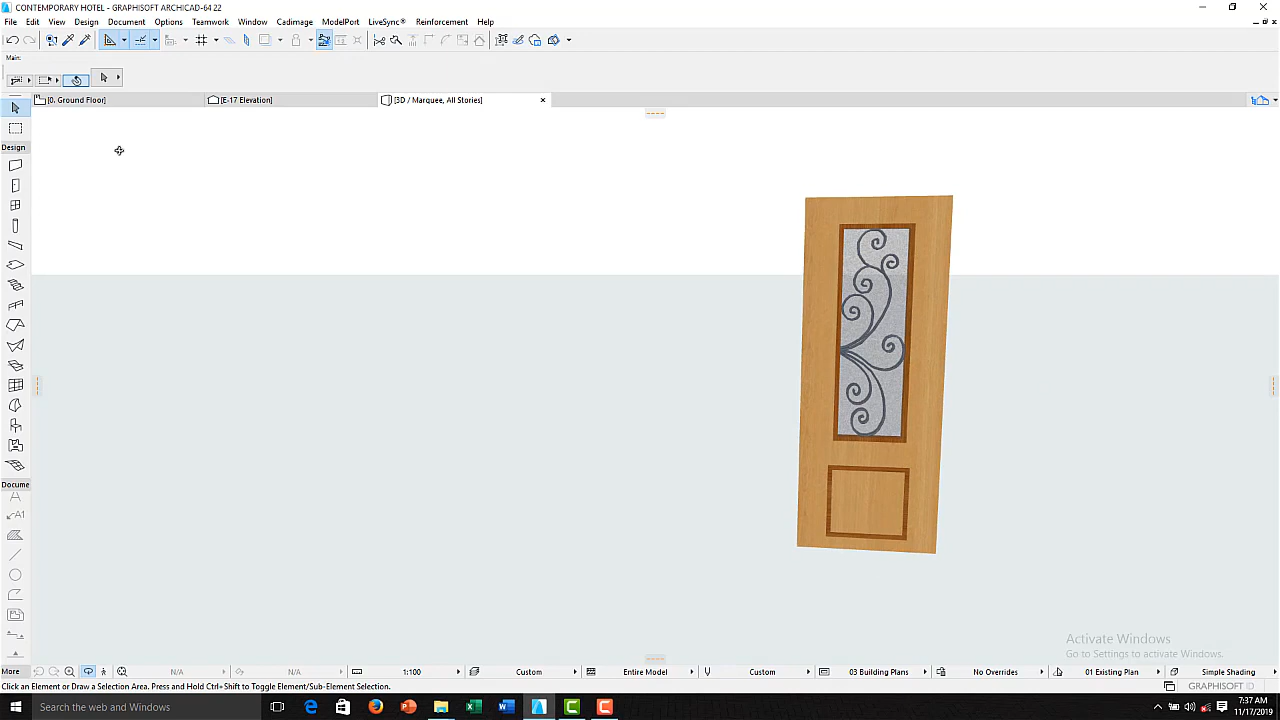 CONTEMPORARY HOTEL - GRAPHISOFT ARCHICAD-64 22
File Edit View Design Document Options Teamwork Window Cadimage ModelPort LiveSync® Reinforcement Help
Main:
[0. Ground Floor] [E-17 Elevation] [3D / Marquee, All Stories]
Design
Docume
A1
Activate Windows
Go to Settings to activate Windows.
More N/A N/A 1:100 Custom Entire Model Custom 03 Building Plans No Overrides 01 Existing Plan Simple Shading
Click an Element or Draw a Selection Area. Press and Hold Ctrl+Shift to Toggle Element/Sub-Element Selection.
GRAPHISOFT
Search the web and Windows
7:37 AM
11/17/2019